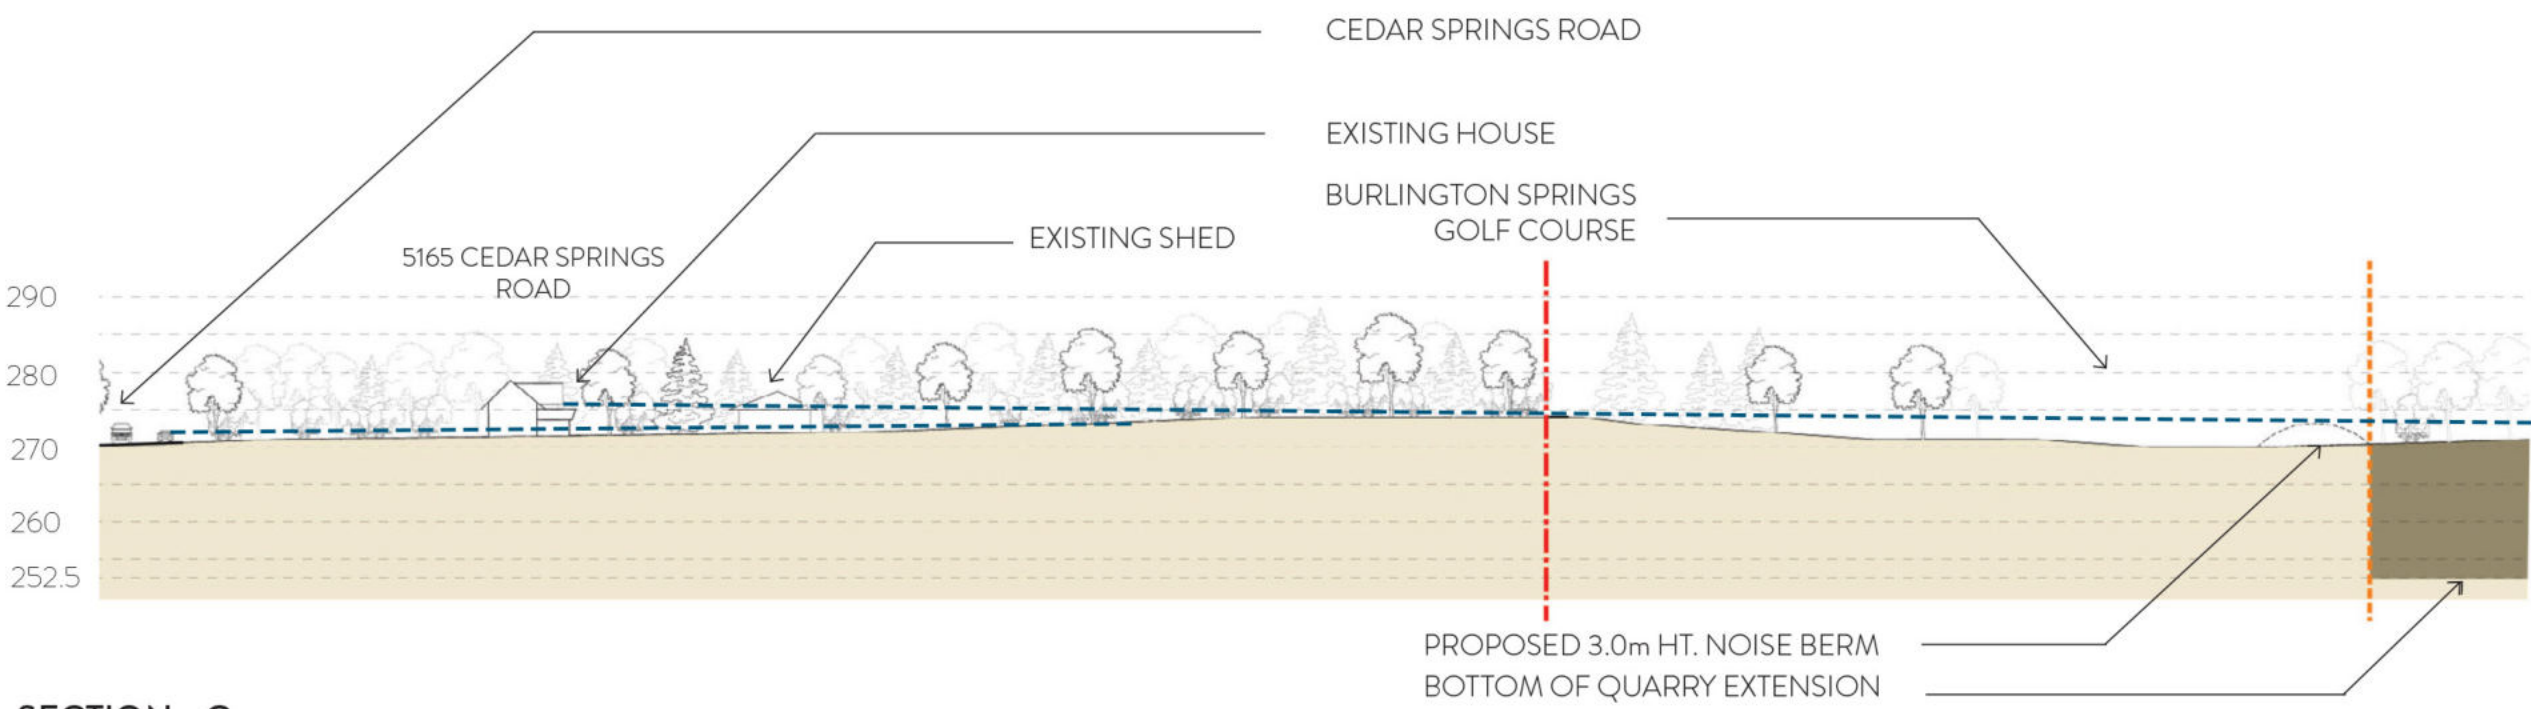 CEDAR SPRINGS ROAD
EXISTING HOUSE
BURLINGTON SPRINGS
GOLF COURSE
EXISTING SHED
5165 CEDAR SPRINGS
ROAD
290
280
270
260
252.5
PROPOSED 3.0m HT. NOISE BERM
BOTTOM OF QUARRY EXTENSION